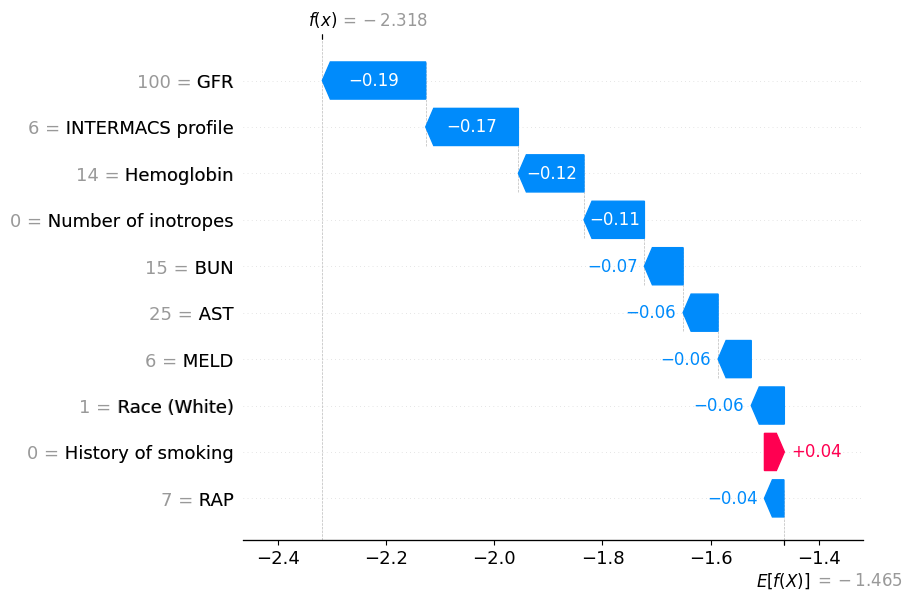 f(x) = −2.318
100 = GFR
−0.19
6 = INTERMACS profile
−0.17
14 = Hemoglobin
−0.12
0 = Number of inotropes
−0.11
15 = BUN
−0.07
25 = AST
−0.06
6 = MELD
−0.06
1 = Race (White)
−0.06
0 = History of smoking
+0.04
7 = RAP
−0.04
−2.4 −2.2 −2.0 −1.8 −1.6 −1.4
E[f(X)] = −1.465